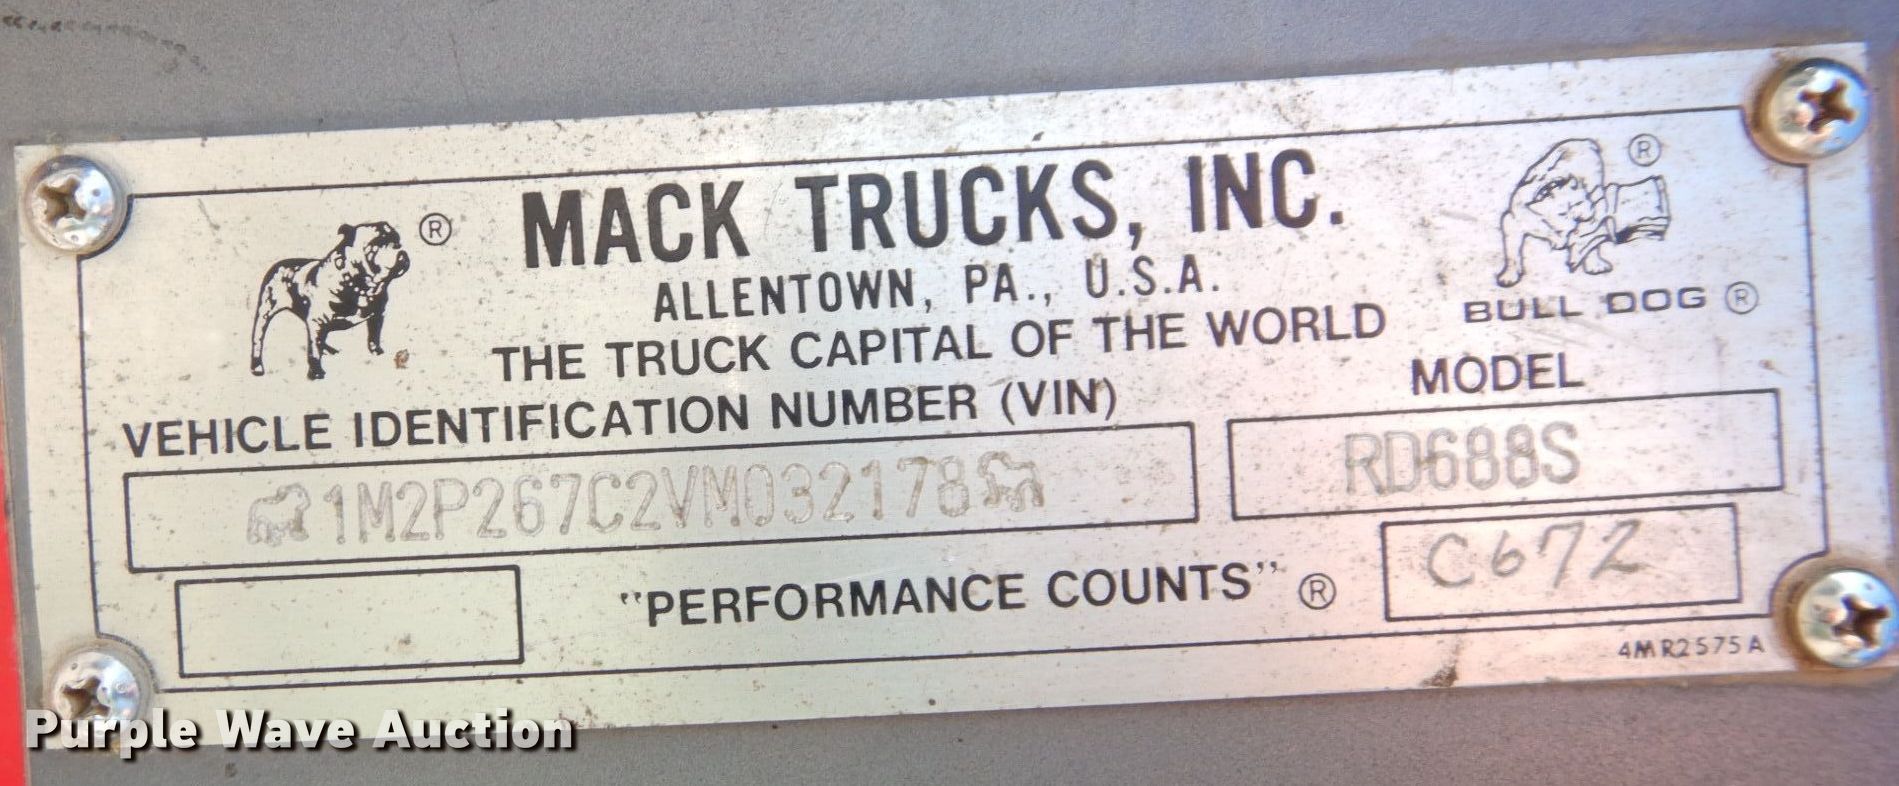 MACK TRUCKS, INC.
ALLENTOWN, PA., U.S.A.
THE TRUCK CAPITAL OF THE WORLD
BULL DOG ®
®
®
VEHICLE IDENTIFICATION NUMBER (VIN)
MODEL
1M2P267C2VM032178
RD688S
"PERFORMANCE COUNTS" ®
C672
4MR2575A
Purple Wave Auction